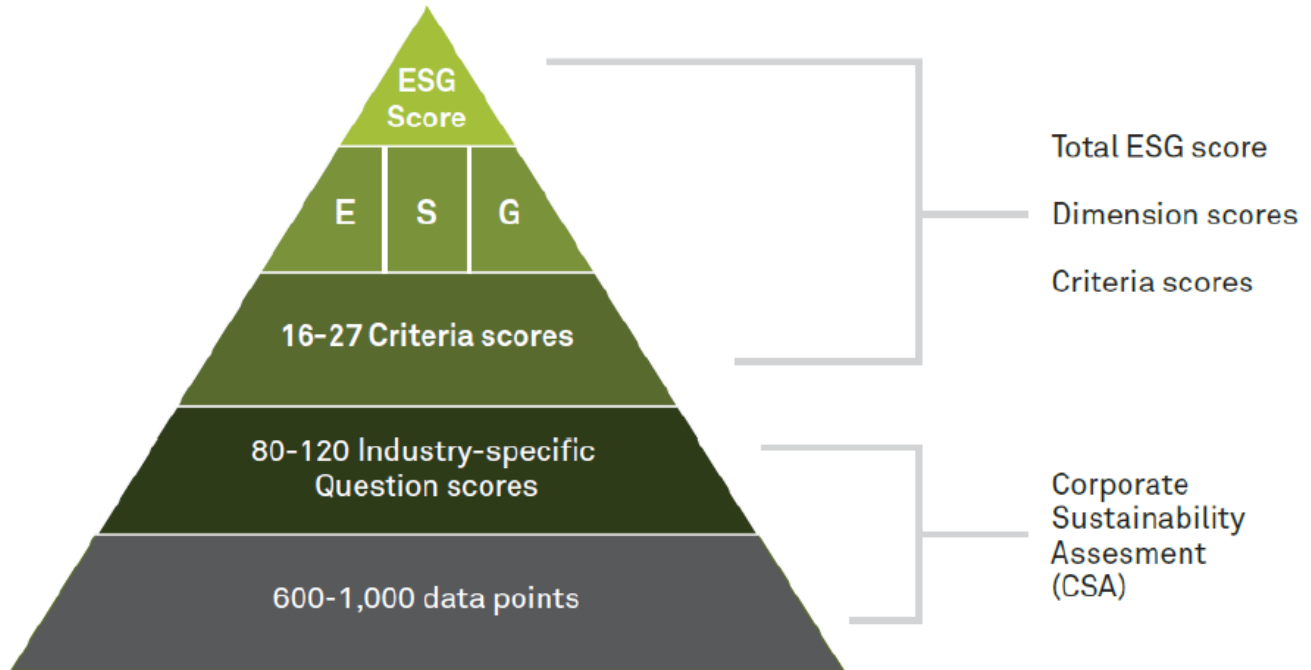 ESG
Score
E S G
16-27 Criteria scores
80-120 Industry-specific
Question scores
600-1,000 data points
Total ESG score
Dimension scores
Criteria scores
Corporate
Sustainability
Assesment
(CSA)